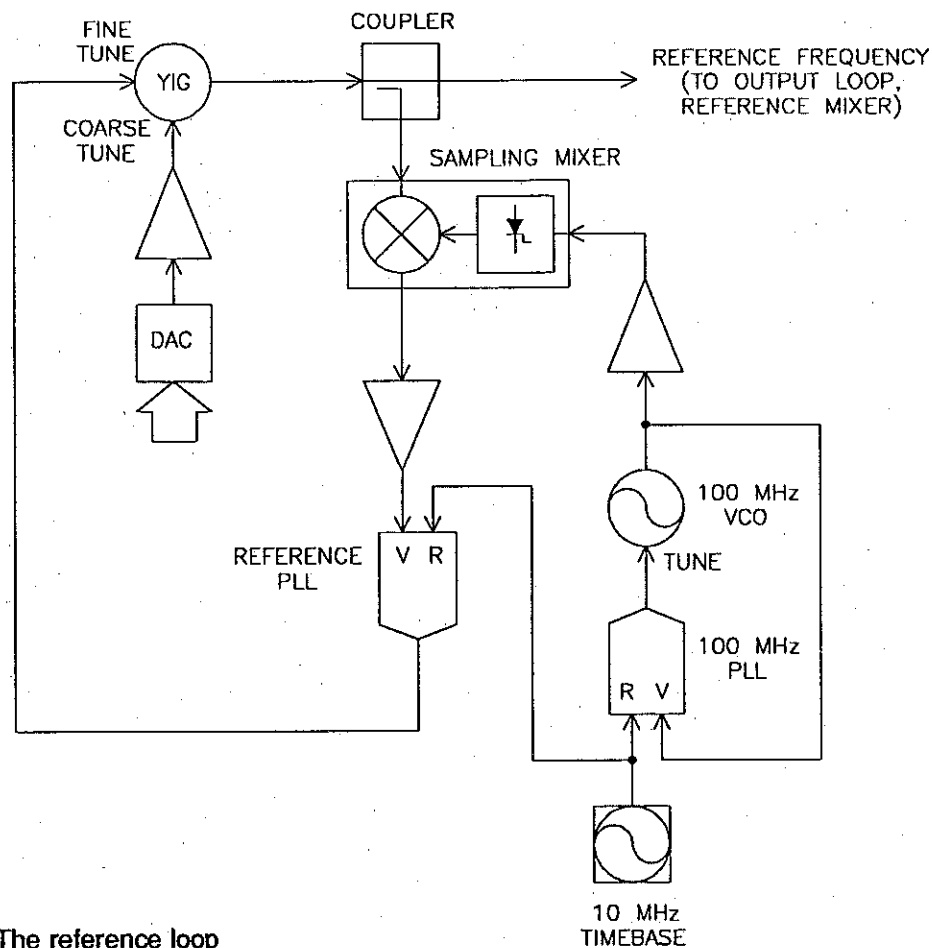 FINE
TUNE
YIG
COARSE
TUNE
DAC
COUPLER
REFERENCE FREQUENCY
(TO OUTPUT LOOP,
REFERENCE MIXER)
SAMPLING MIXER
V R
REFERENCE
PLL
100 MHz
VCO
TUNE
100 MHz
PLL
R V
10 MHz
TIMEBASE
The reference loop